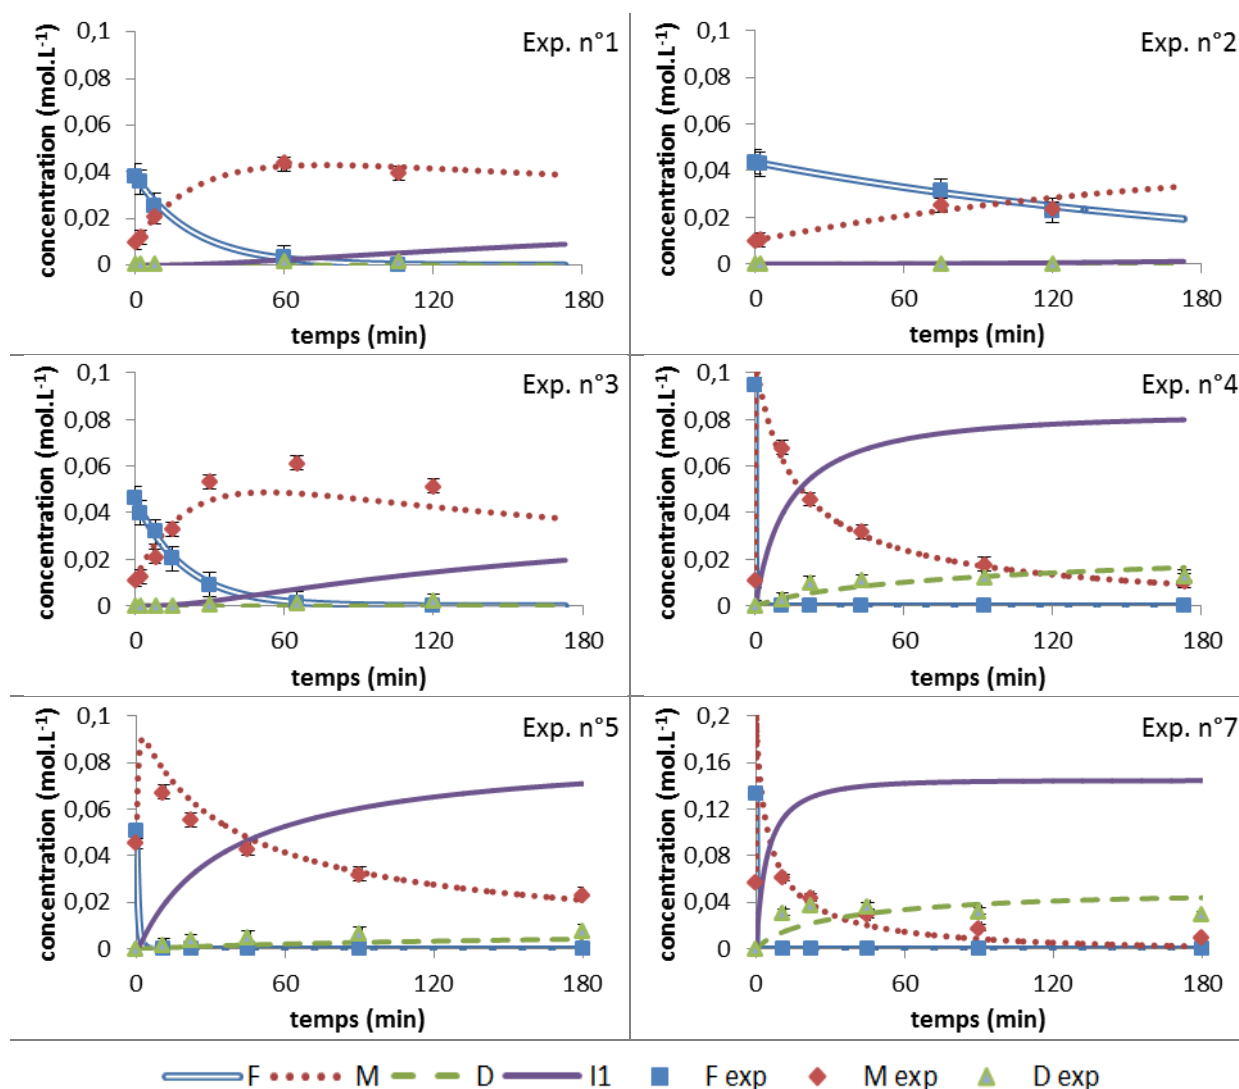 Exp. n°1
concentration (mol.L-1)
0,1
0,08
0,06
0,04
0,02
0
0 60 120 180
temps (min)
Exp. n°2
concentration (mol.L-1)
0,1
0,08
0,06
0,04
0,02
0
0 60 120 180
temps (min)
Exp. n°3
concentration (mol.L-1)
0,1
0,08
0,06
0,04
0,02
0
0 60 120 180
temps (min)
Exp. n°4
concentration (mol.L-1)
0,1
0,08
0,06
0,04
0,02
0
0 60 120 180
temps (min)
Exp. n°5
concentration (mol.L-1)
0,1
0,08
0,06
0,04
0,02
0
0 60 120 180
temps (min)
Exp. n°7
concentration (mol.L-1)
0,2
0,16
0,12
0,08
0,04
0
0 60 120 180
temps (min)
F M D I1 F exp M exp D exp